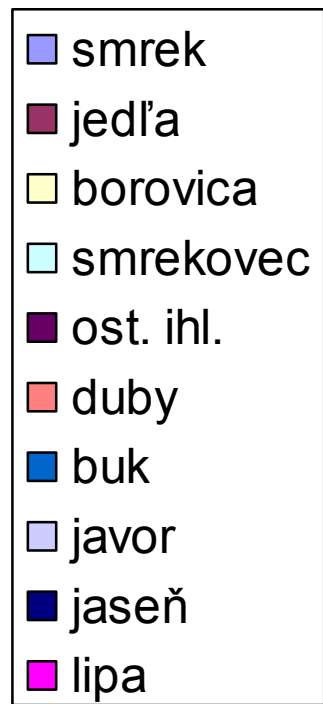 smrek
jedľa
borovica
smrekovec
ost. ihl.
duby
buk
javor
jaseň
lipa